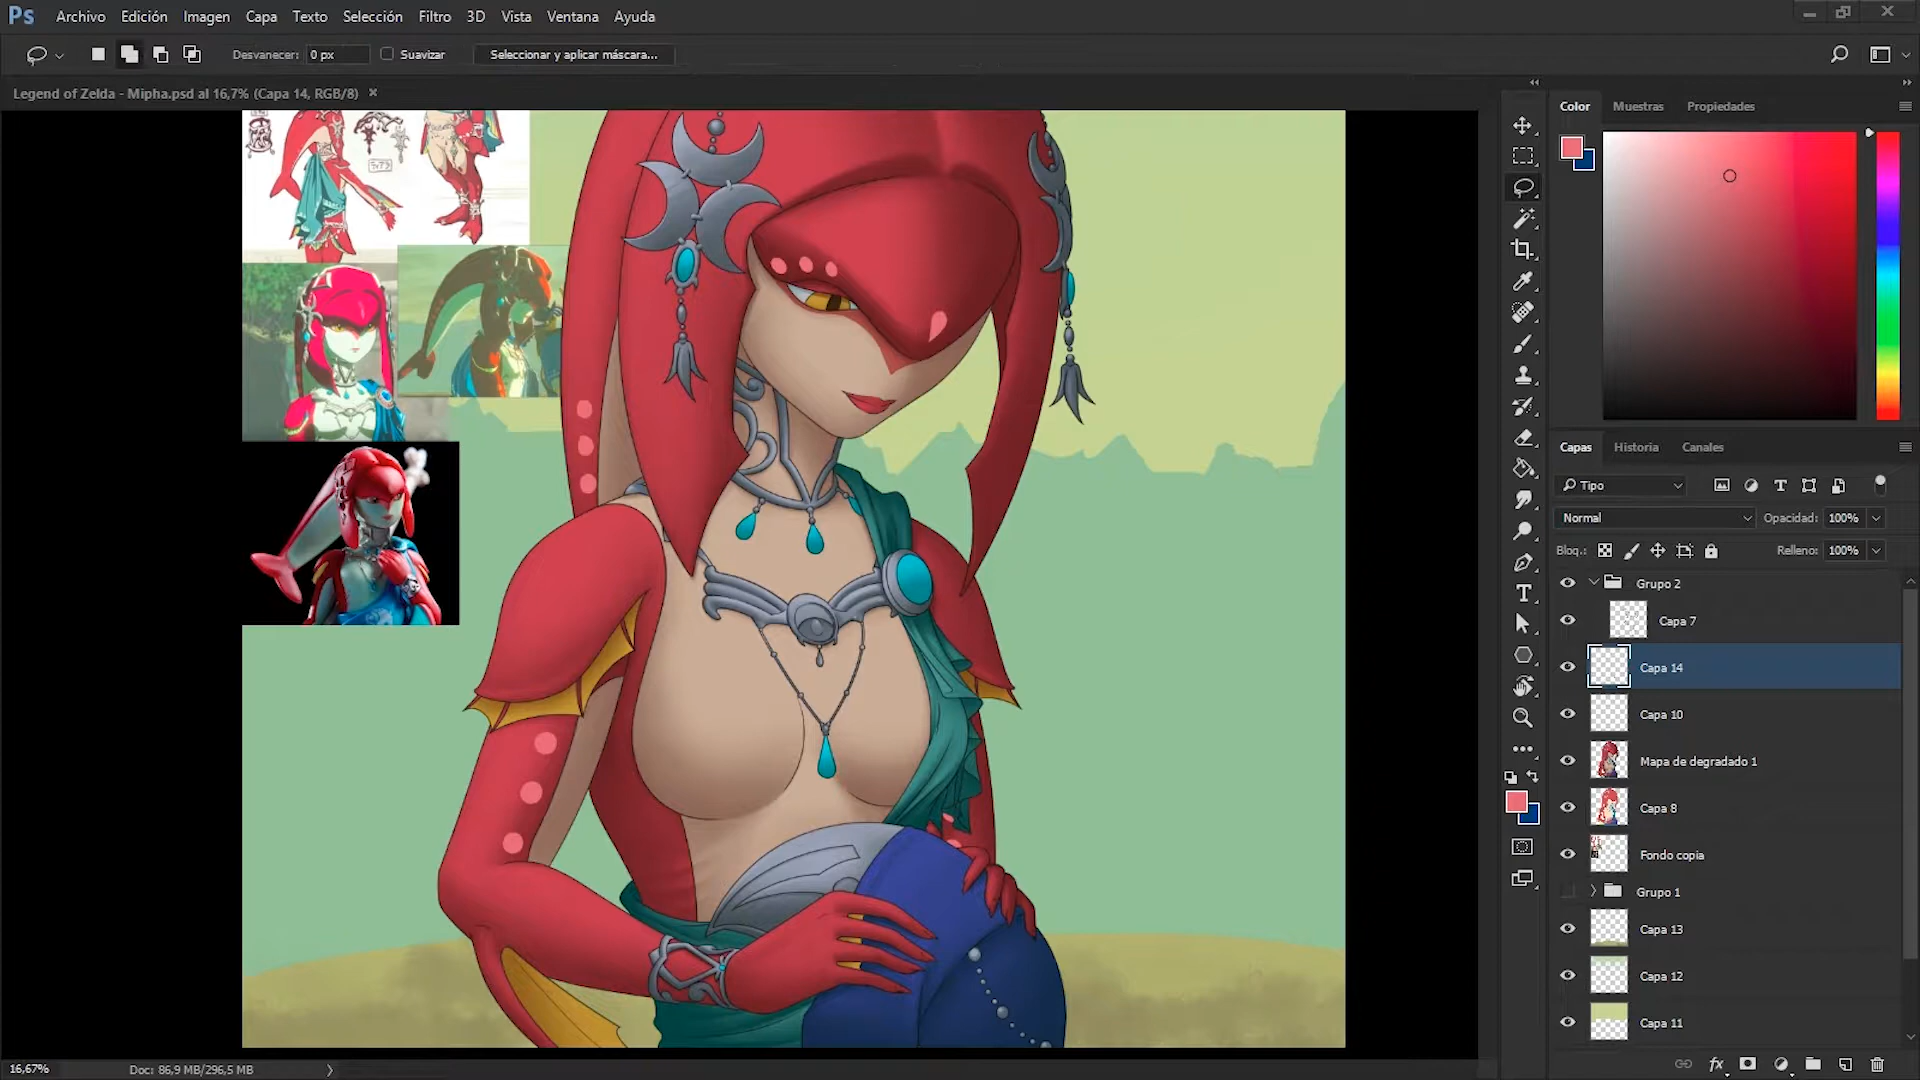 Ps Archivo Edición Imagen Capa Texto Selección Filtro 3D Vista Ventana Ayuda
Desvanecer: 0 px Suavizar Seleccionar y aplicar máscara...
Legend of Zelda - Mipha.psd al 16,7% (Capa 14, RGB/8) ×
Color Muestras Propiedades
Capas Historia Canales
Tipo
Normal Opacidad: 100%
Bloq.: Relleno: 100%
Grupo 2
Capa 7
Capa 14
Capa 10
Mapa de degradado 1
Capa 8
Fondo copia
Grupo 1
Capa 13
Capa 12
Capa 11
fx
16,67% Doc: 86,9 MB/296,5 MB